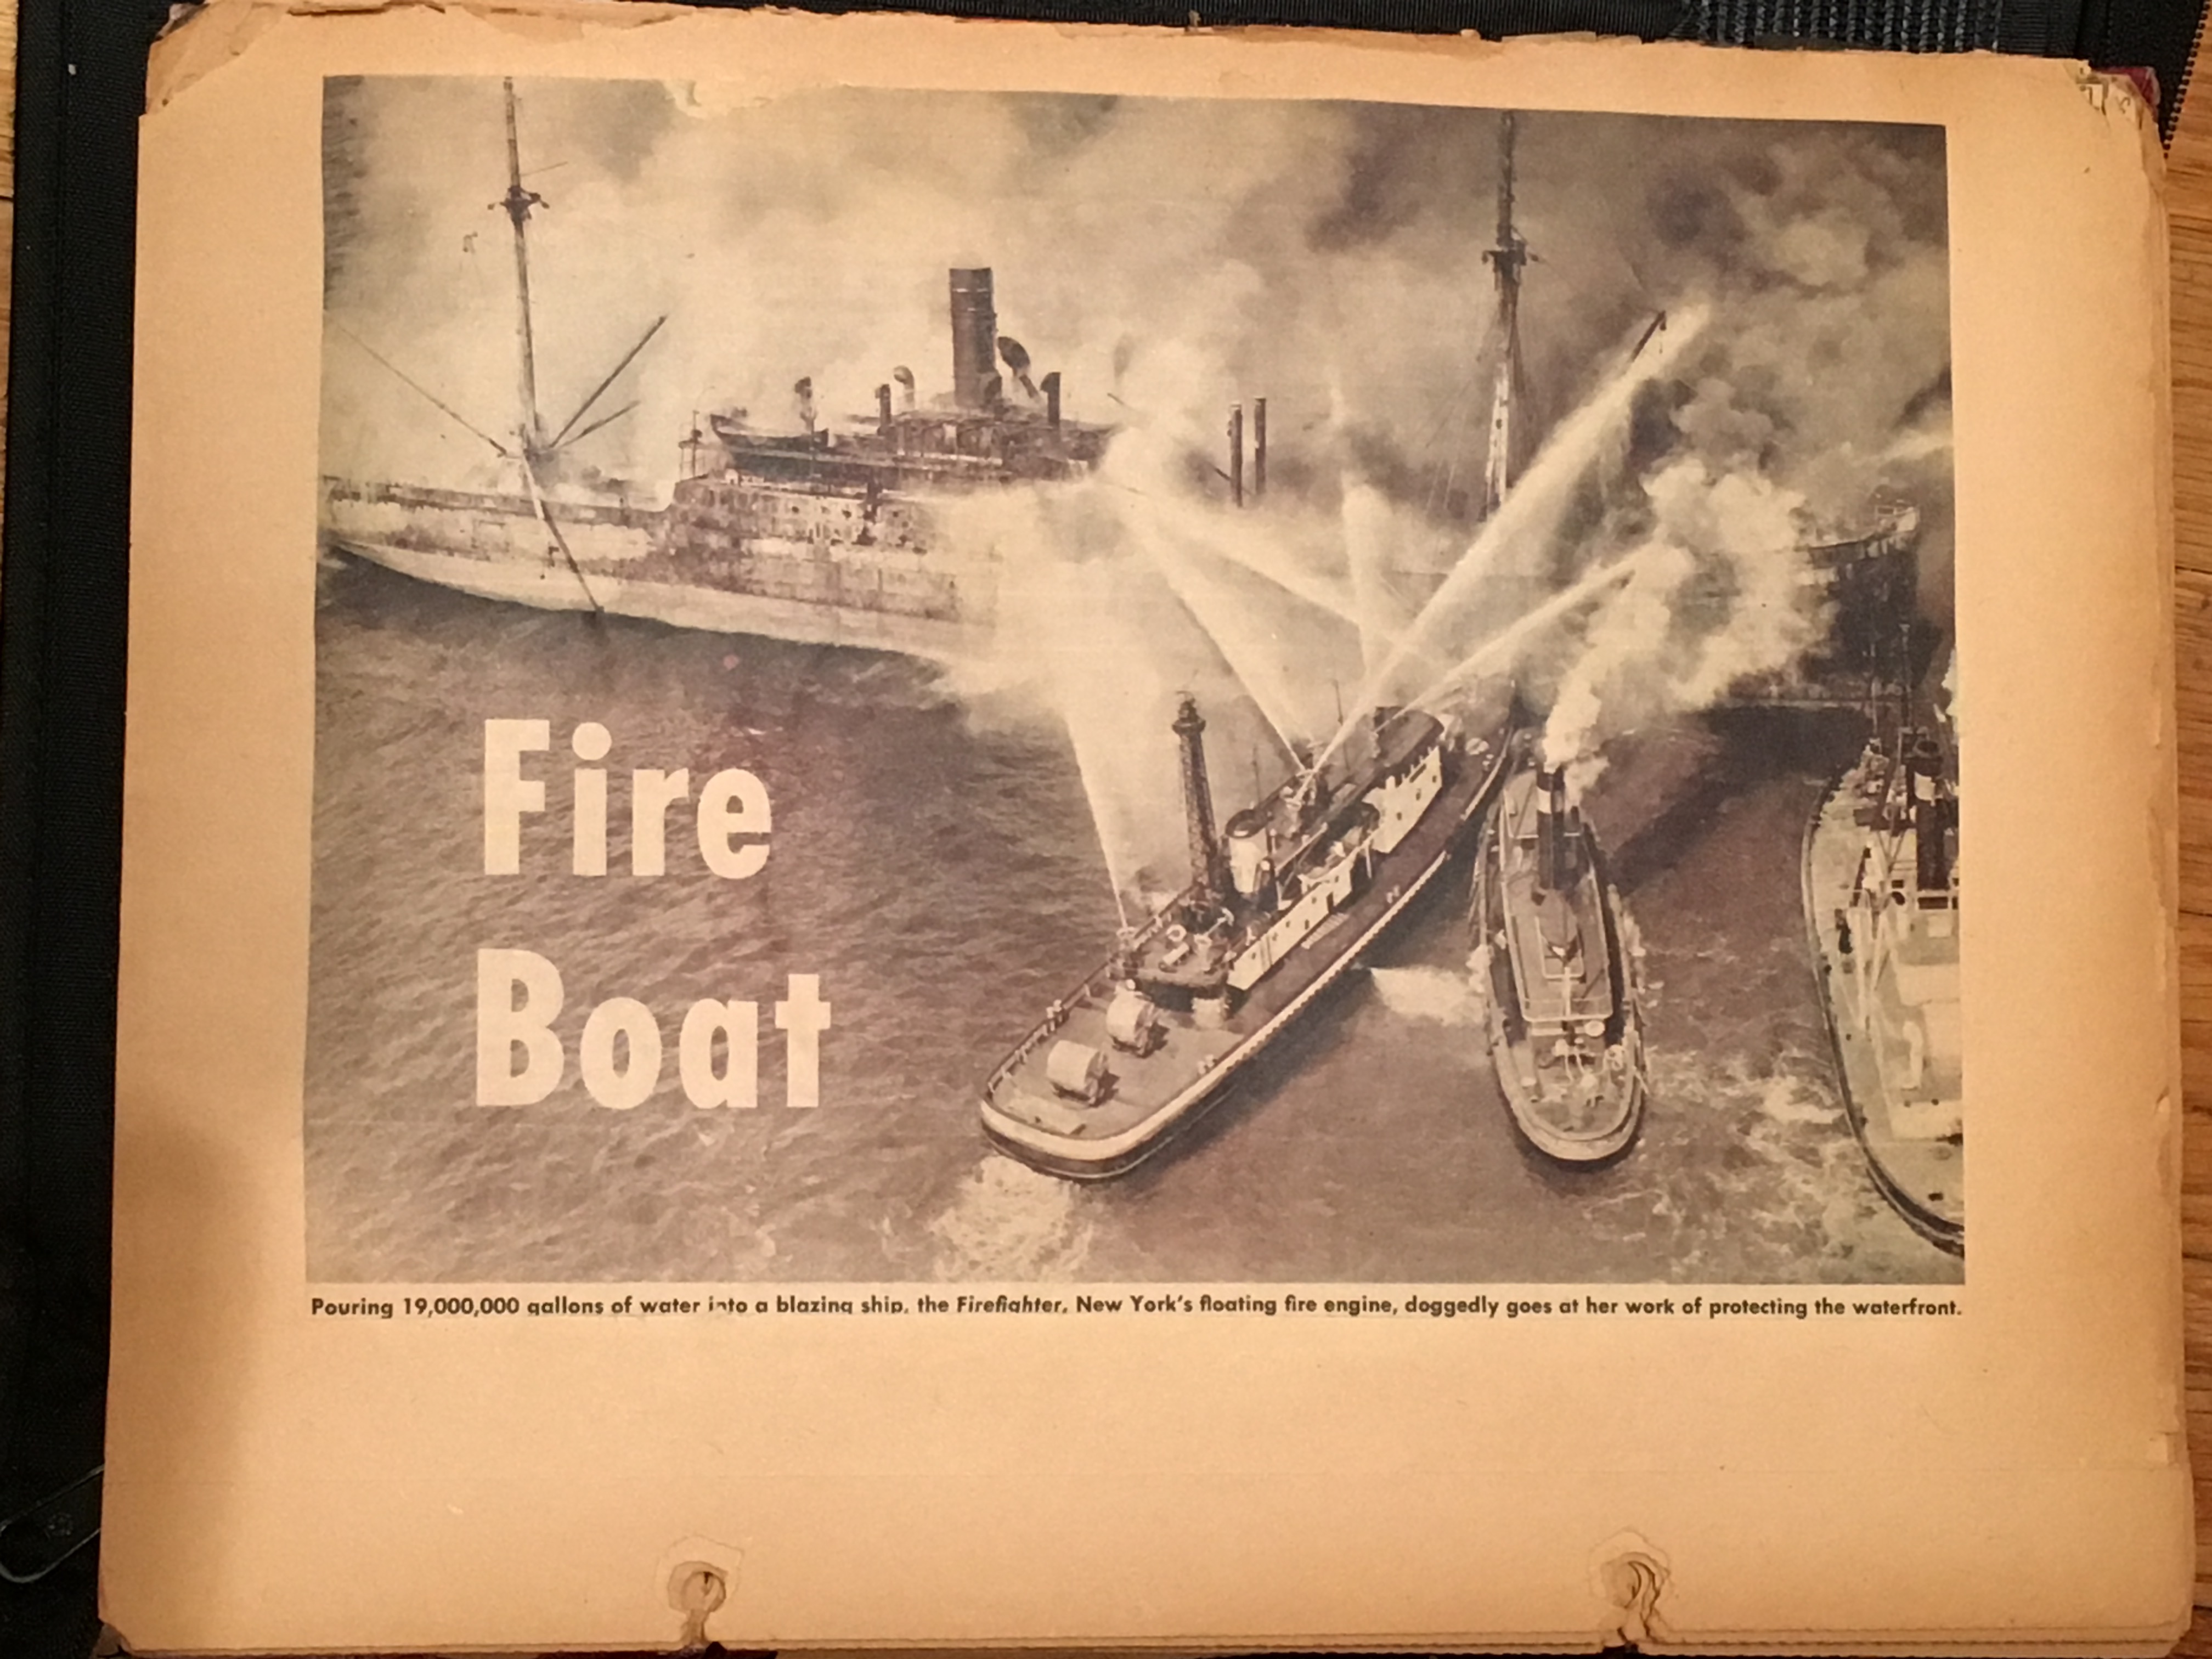 Fire
Boat
Pouring 19,000,000 gallons of water into a blazing ship, the Firefighter, New York's floating fire engine, doggedly goes at her work of protecting the waterfront.